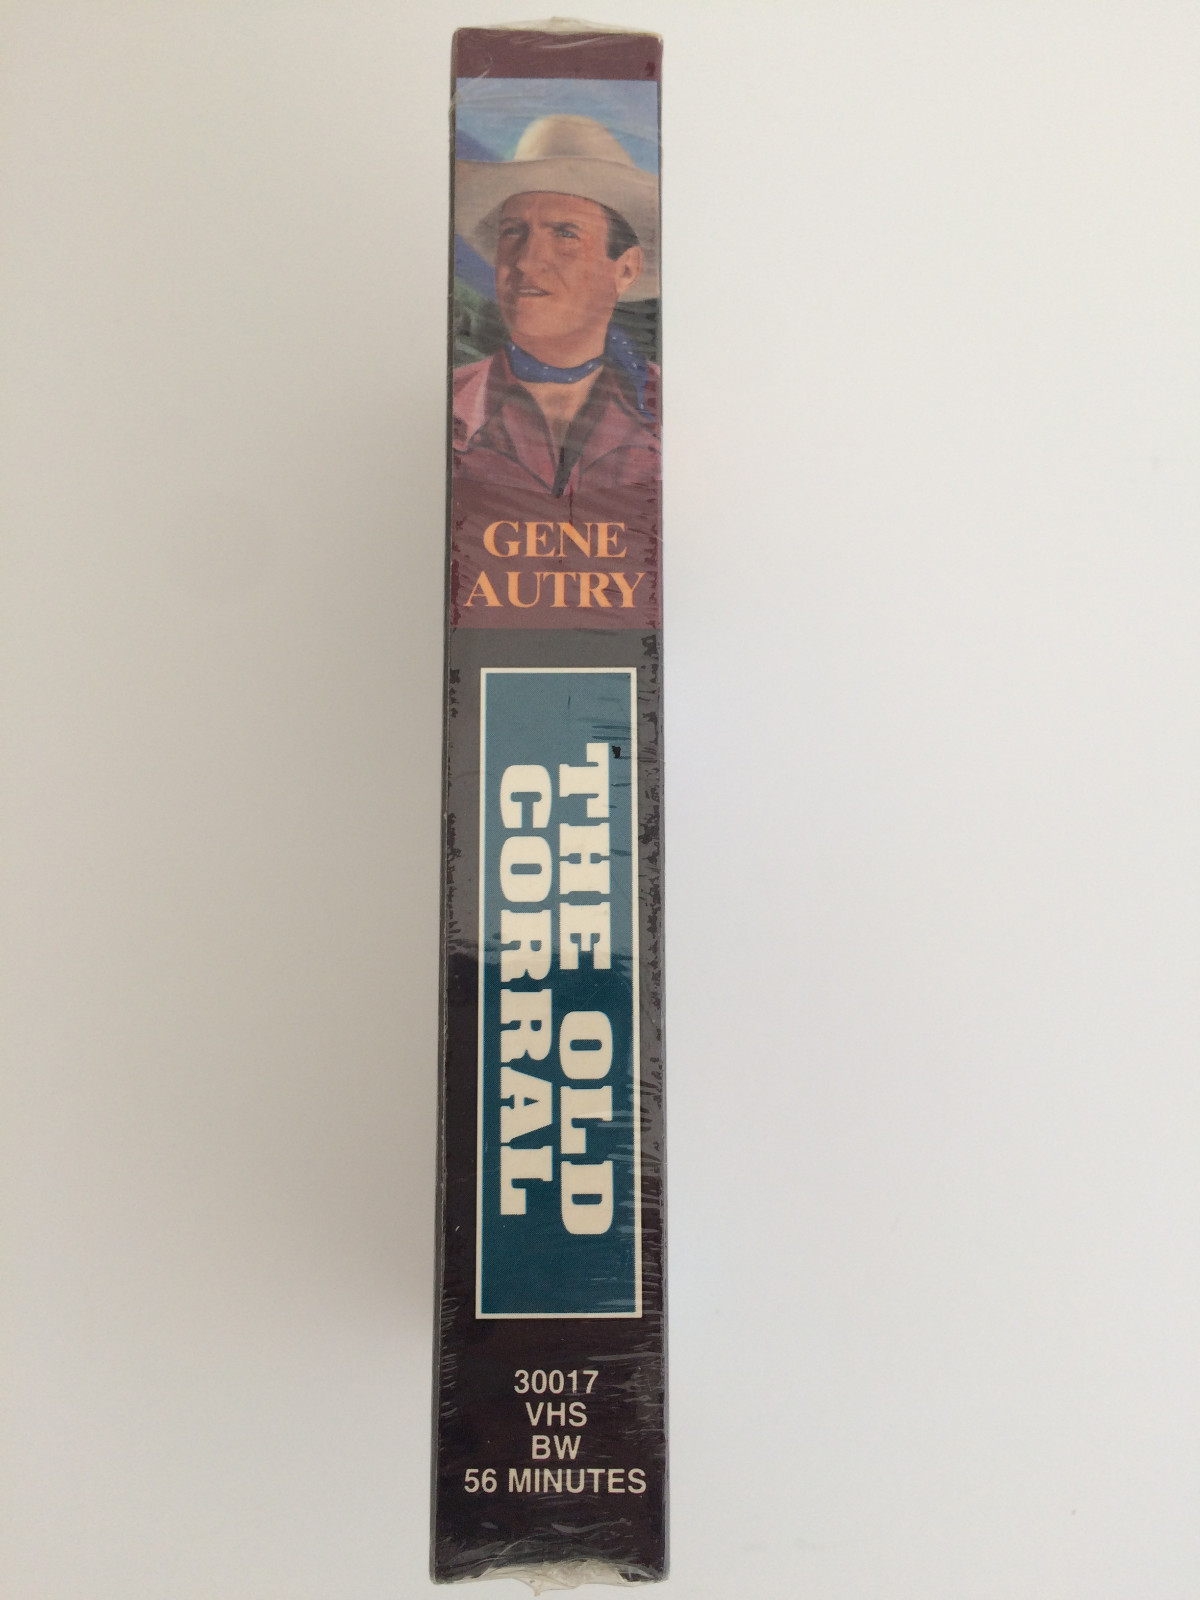 GENE
AUTRY
THE OLD
CORRAL
30017
VHS
BW
56 MINUTES